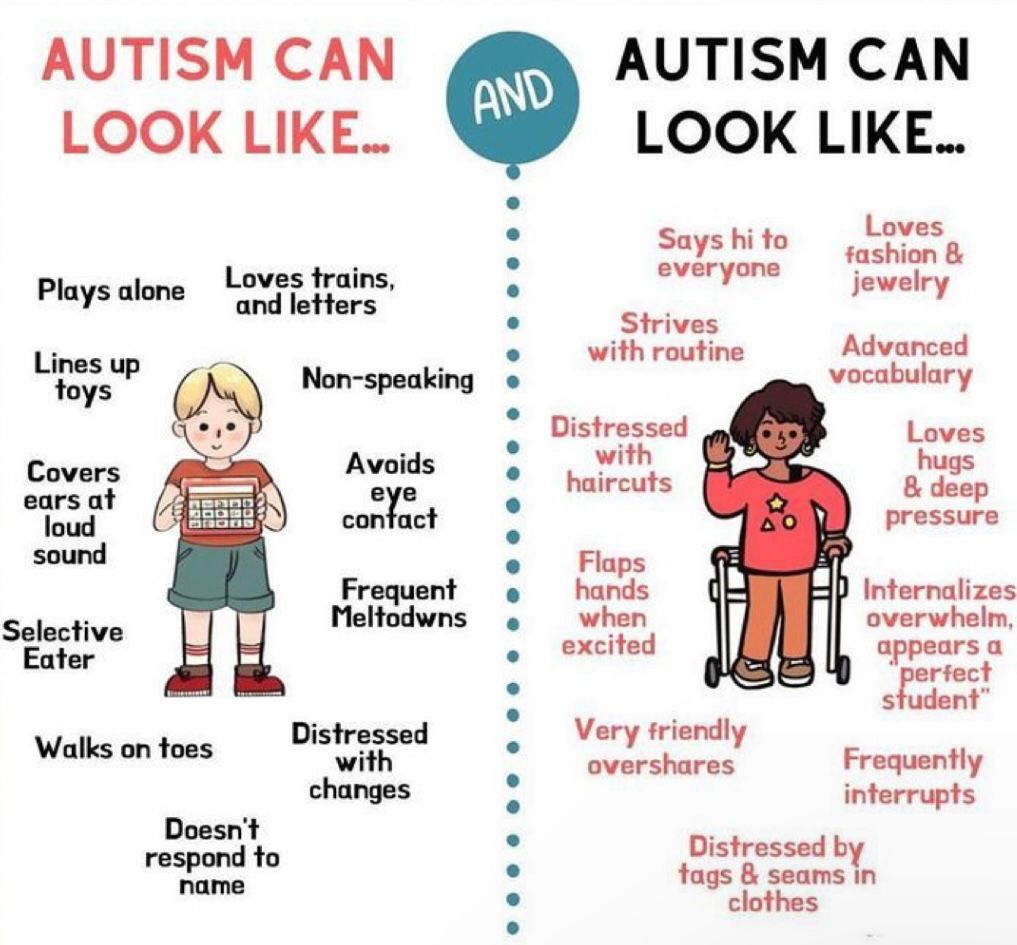 AUTISM CAN
LOOK LIKE...
AND
AUTISM CAN
LOOK LIKE...
Plays alone
Loves trains,
and letters
Lines up
toys
Non-speaking
Covers
ears at
loud
sound
Avoids
eye
contact
Frequent
Meltodwns
Selective
Eater
Walks on toes
Distressed
with
changes
Doesn't
respond to
name
Says hi to
everyone
Loves
fashion &
jewelry
Strives
with routine
Advanced
vocabulary
Distressed
with
haircuts
Loves
hugs
& deep
pressure
Flaps
hands
when
excited
Internalizes
overwhelm,
appears a
"perfect
student"
Very friendly
overshares
Frequently
interrupts
Distressed by
tags & seams in
clothes